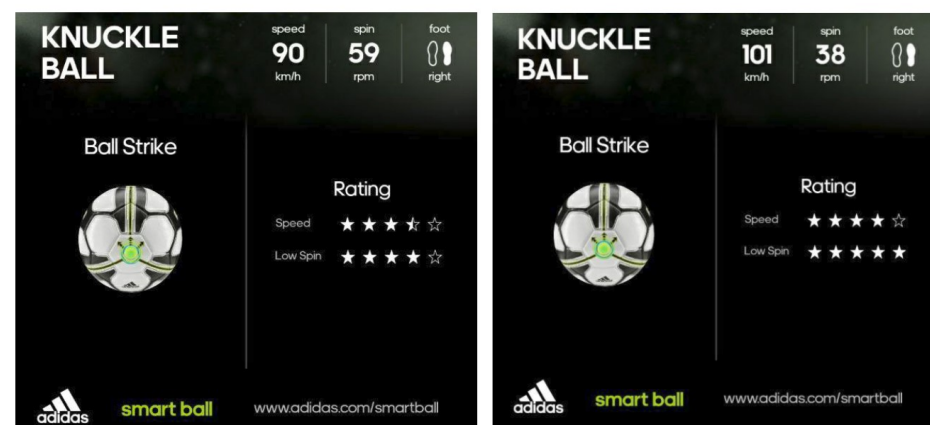 KNUCKLE
BALL
speed
90
km/h
spin
59
rpm
foot
right
Ball Strike
Rating
Speed
Low Spin
adidas
smart ball
www.adidas.com/smartball
KNUCKLE
BALL
speed
101
km/h
spin
38
rpm
foot
right
Ball Strike
Rating
Speed
Low Spin
adidas
smart ball
www.adidas.com/smartball